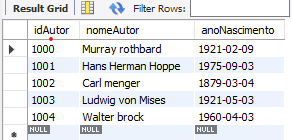 Result Grid Filter Rows:
idAutor nomeAutor anoNascimento
1000 Murray rothbard 1921-02-09
1001 Hans Herman Hoppe 1975-09-03
1002 Carl menger 1879-03-04
1003 Ludwig von Mises 1921-05-03
1004 Walter brock 1960-04-03
NULL NULL NULL